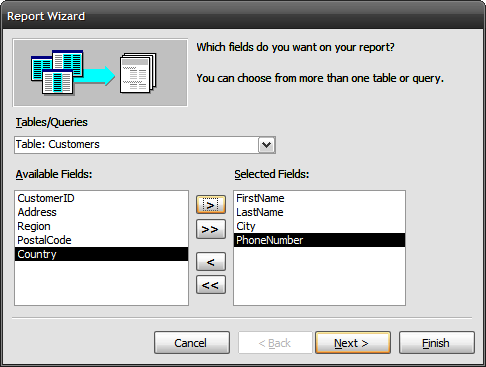 Report Wizard
Which fields do you want on your report?
You can choose from more than one table or query.
Tables/Queries
Table: Customers
Available Fields:
CustomerID
Address
Region
PostalCode
Country
>
>>
<
<<
Selected Fields:
FirstName
LastName
City
PhoneNumber
Cancel
< Back
Next >
Finish